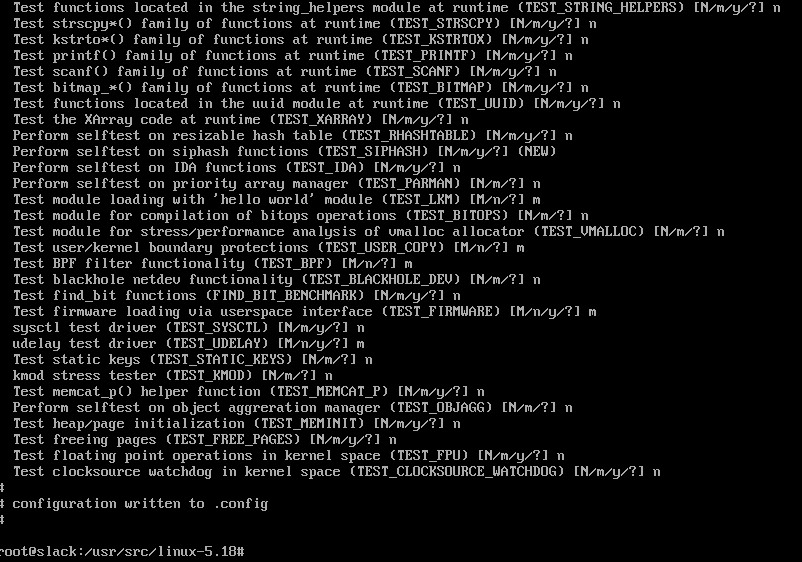 Test functions located in the string_helpers module at runtime (TEST_STRING_HELPERS) [N/m/y/?] n
Test strscpy*() family of functions at runtime (TEST_STRSCPY) [N/m/y/?] n
Test kstrto*() family of functions at runtime (TEST_KSTRTOX) [N/m/y/?] n
Test printf() family of functions at runtime (TEST_PRINTF) [N/m/y/?] n
Test scanf() family of functions at runtime (TEST_SCANF) [N/m/y/?] n
Test bitmap_*() family of functions at runtime (TEST_BITMAP) [N/m/y/?] n
Test functions located in the uuid module at runtime (TEST_UUID) [N/m/y/?] n
Test the XArray code at runtime (TEST_XARRAY) [N/m/y/?] n
Perform selftest on resizable hash table (TEST_RHASHTABLE) [N/m/y/?] n
Perform selftest on siphash functions (TEST_SIPHASH) [N/m/y/?] (NEW)
Perform selftest on IDA functions (TEST_IDA) [N/m/y/?] n
Perform selftest on priority array manager (TEST_PARMAN) [N/m/?] n
Test module loading with 'hello world' module (TEST_LKM) [M/n/?] m
Test module for compilation of bitops operations (TEST_BITOPS) [N/m/?] n
Test module for stress/performance analysis of vmalloc allocator (TEST_VMALLOC) [N/m/?] n
Test user/kernel boundary protections (TEST_USER_COPY) [M/n/?] m
Test BPF filter functionality (TEST_BPF) [M/n/?] m
Test blackhole netdev functionality (TEST_BLACKHOLE_DEV) [N/m/?] n
Test find_bit functions (FIND_BIT_BENCHMARK) [N/m/y/?] n
Test firmware loading via userspace interface (TEST_FIRMWARE) [M/n/y/?] m
sysctl test driver (TEST_SYSCTL) [N/m/y/?] n
udelay test driver (TEST_UDELAY) [M/n/y/?] m
Test static keys (TEST_STATIC_KEYS) [N/m/?] n
kmod stress tester (TEST_KMOD) [N/m/?] n
Test memcat_p() helper function (TEST_MEMCAT_P) [N/m/y/?] n
Perform selftest on object aggreration manager (TEST_OBJAGG) [N/m/?] n
Test heap/page initialization (TEST_MEMINIT) [N/m/y/?] n
Test freeing pages (TEST_FREE_PAGES) [N/m/y/?] n
Test floating point operations in kernel space (TEST_FPU) [N/m/y/?] n
Test clocksource watchdog in kernel space (TEST_CLOCKSOURCE_WATCHDOG) [N/m/y/?] n
#
# configuration written to .config
#
root@slack:/usr/src/linux-5.18#